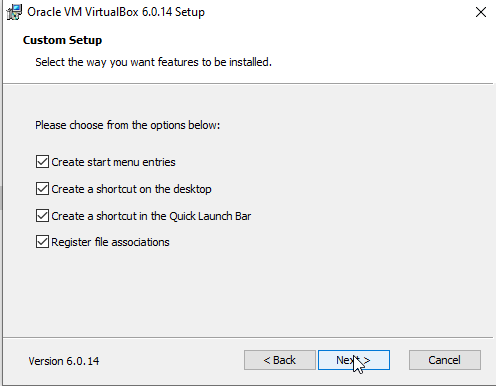 Oracle VM VirtualBox 6.0.14 Setup
Custom Setup
Select the way you want features to be installed.
Please choose from the options below:
Create start menu entries
Create a shortcut on the desktop
Create a shortcut in the Quick Launch Bar
Register file associations
Version 6.0.14
< Back
Next >
Cancel